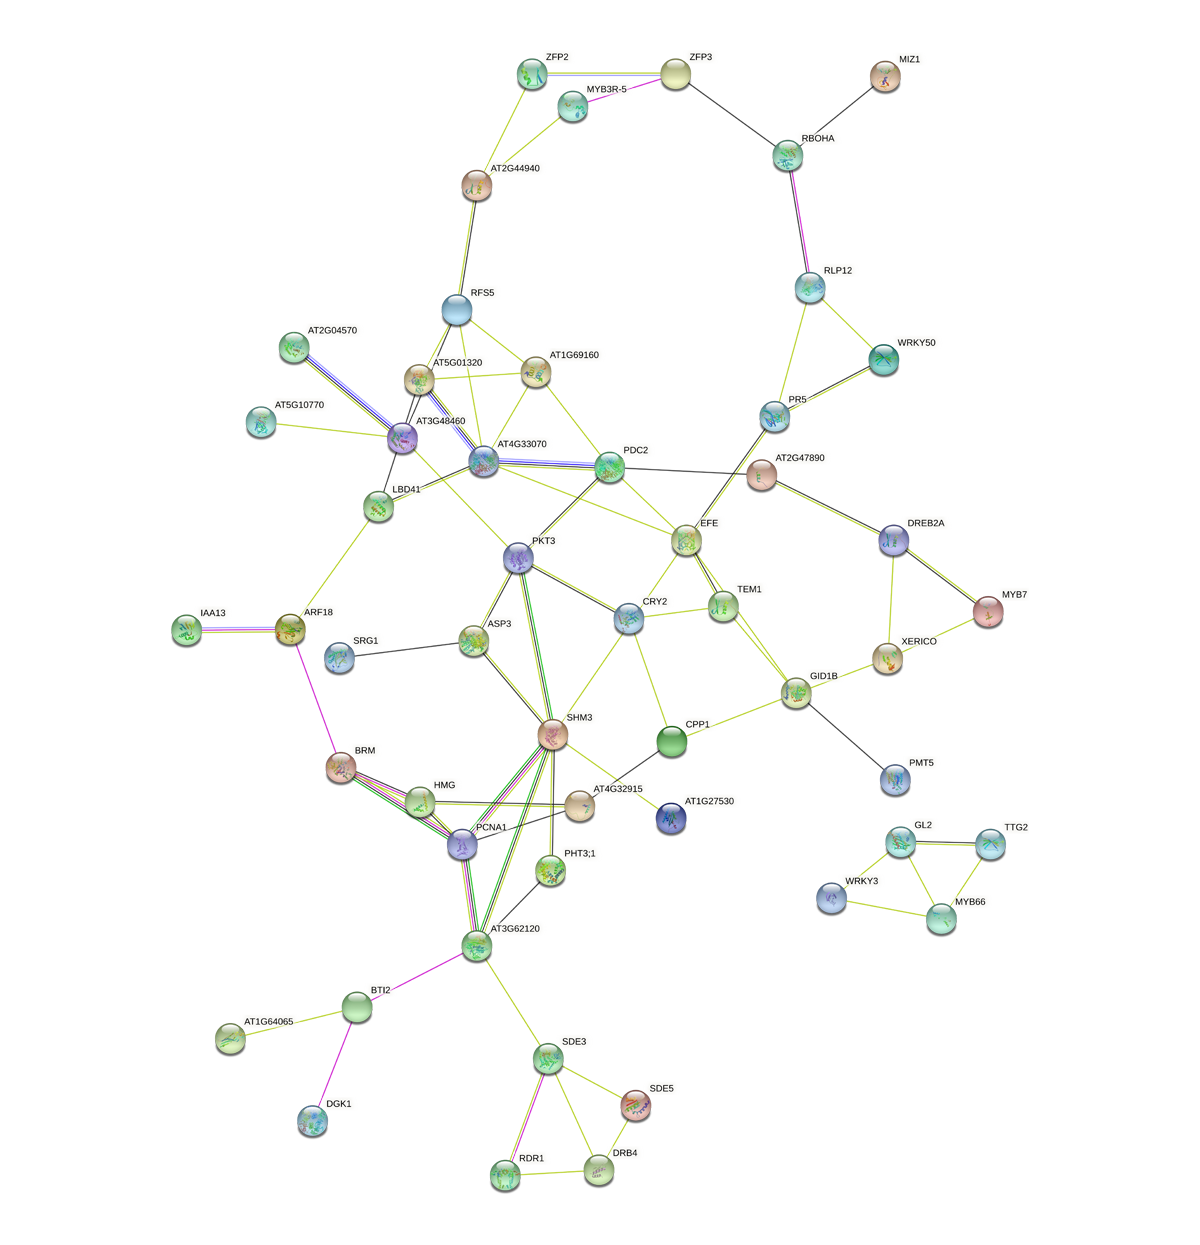 ZFP2
ZFP3
MIZ1
MYB3R-5
RBOHA
AT2G44940
RLP12
RFS5
AT2G04570
WRKY50
AT5G01320
AT1G69160
PR5
AT5G10770
AT3G48460
AT4G33070
PDC2
AT2G47890
LBD41
EFE
DREB2A
PKT3
TEM1
MYB7
IAA13
ARF18
CRY2
ASP3
SRG1
XERICO
GID1B
SHM3
CPP1
BRM
PMT5
HMG
AT4G32915
AT1G27530
PCNA1
GL2
TTG2
PHT3;1
WRKY3
MYB66
AT3G62120
BTI2
AT1G64065
SDE3
SDE5
DGK1
RDR1
DRB4